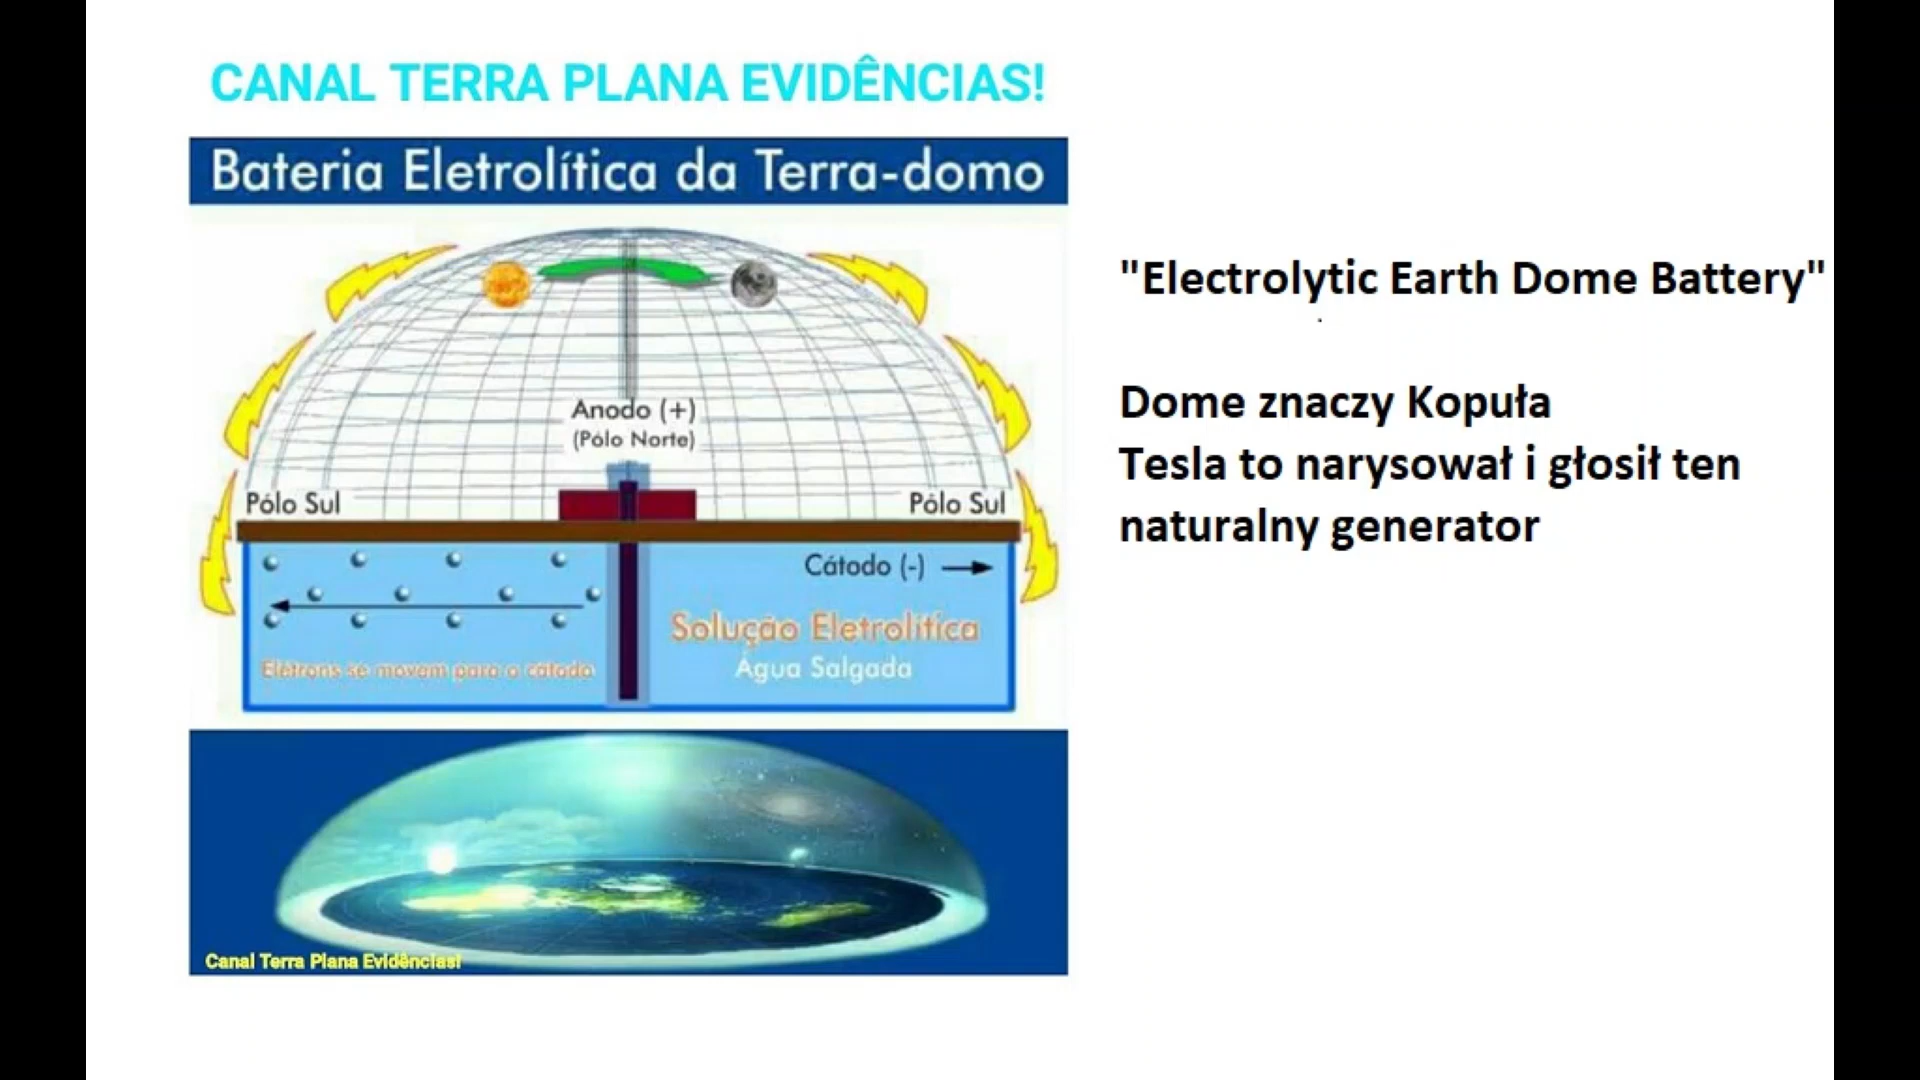 CANAL TERRA PLANA EVIDÊNCIAS!
Bateria Eletrolítica da Terra-domo
Anodo (+)
(Pólo Norte)
Pólo Sul
Pólo Sul
Cátodo (-)
Solução Eletrolítica
Água Salgada
Elétrons se movem para o cátodo
Canal Terra Plana Evidências!
"Electrolytic Earth Dome Battery"
Dome znaczy Kopuła
Tesla to narysował i głosił ten
naturalny generator